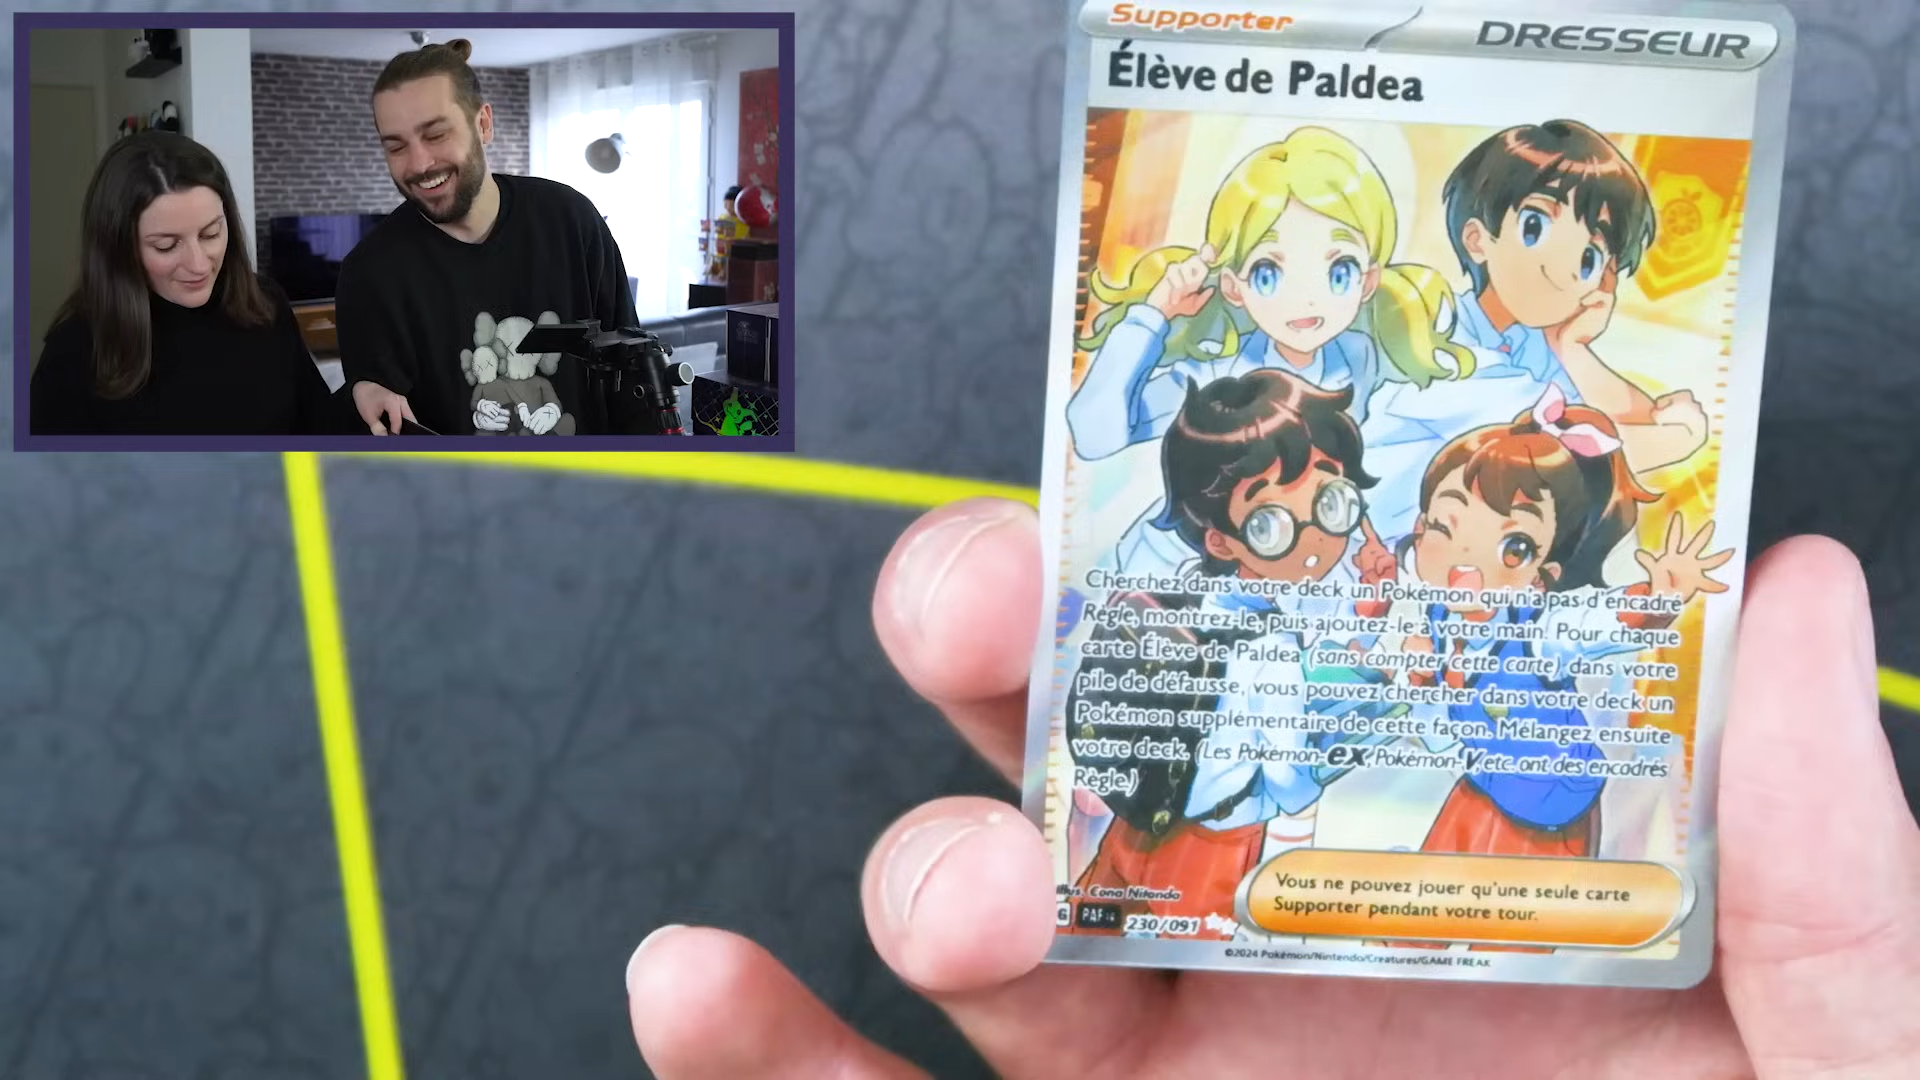 Supporter
DRESSEUR
Élève de Paldea
Cherchez dans votre deck un Pokémon qui n'a pas d'encadré
Règle, montrez-le, puis ajoutez-le à votre main. Pour chaque
carte Élève de Paldea (sans compter cette carte) dans votre
pile de défausse, vous pouvez chercher dans votre deck un
Pokémon supplémentaire de cette façon. Mélangez ensuite
votre deck. (Les Pokémon-ex, Pokémon-V, etc. ont des encadrés
Règle.)
Vous ne pouvez jouer qu'une seule carte
Supporter pendant votre tour.
Illus. Cona Nitanda
G PAF 230/091
©2024 Pokémon/Nintendo/Creatures/GAME FREAK